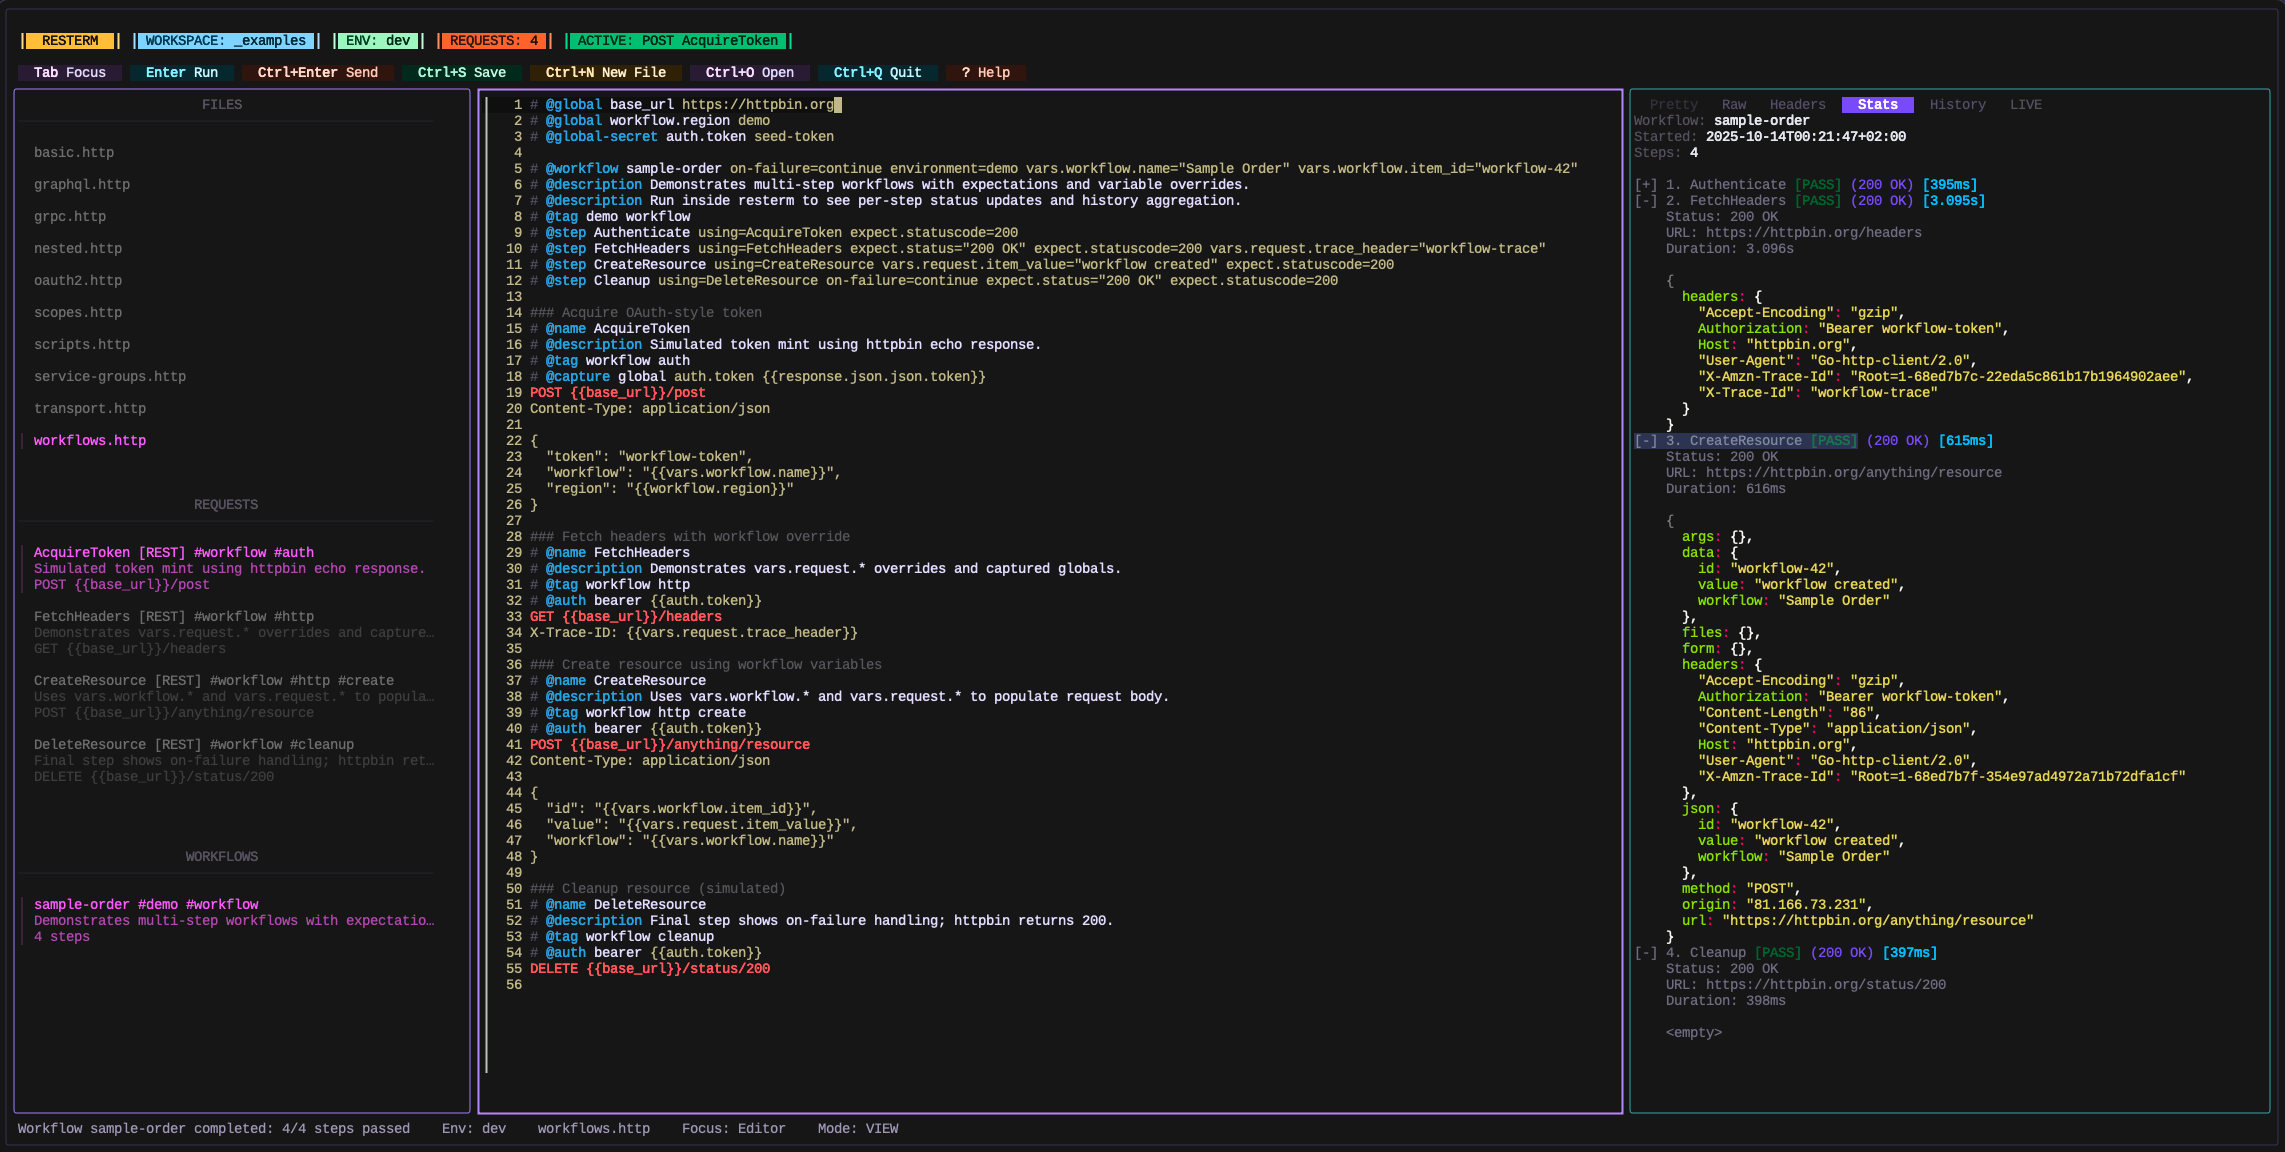 RESTERM WORKSPACE: _examples ENV: dev REQUESTS: 4 ACTIVE: POST AcquireToken
Tab Focus Enter Run Ctrl+Enter Send Ctrl+S Save Ctrl+N New File Ctrl+O Open Ctrl+Q Quit ? Help
FILES
basic.http
graphql.http
grpc.http
nested.http
oauth2.http
scopes.http
scripts.http
service-groups.http
transport.http
workflows.http
REQUESTS
AcquireToken [REST] #workflow #auth
Simulated token mint using httpbin echo response.
POST {{base_url}}/post
FetchHeaders [REST] #workflow #http
Demonstrates vars.request.* overrides and capture…
GET {{base_url}}/headers
CreateResource [REST] #workflow #http #create
Uses vars.workflow.* and vars.request.* to popula…
POST {{base_url}}/anything/resource
DeleteResource [REST] #workflow #cleanup
Final step shows on-failure handling; httpbin ret…
DELETE {{base_url}}/status/200
WORKFLOWS
sample-order #demo #workflow
Demonstrates multi-step workflows with expectatio…
4 steps
1 # @global base_url https://httpbin.org
2 # @global workflow.region demo
3 # @global-secret auth.token seed-token
4
5 # @workflow sample-order on-failure=continue environment=demo vars.workflow.name="Sample Order" vars.workflow.item_id="workflow-42"
6 # @description Demonstrates multi-step workflows with expectations and variable overrides.
7 # @description Run inside resterm to see per-step status updates and history aggregation.
8 # @tag demo workflow
9 # @step Authenticate using=AcquireToken expect.statuscode=200
10 # @step FetchHeaders using=FetchHeaders expect.status="200 OK" expect.statuscode=200 vars.request.trace_header="workflow-trace"
11 # @step CreateResource using=CreateResource vars.request.item_value="workflow created" expect.statuscode=200
12 # @step Cleanup using=DeleteResource on-failure=continue expect.status="200 OK" expect.statuscode=200
13
14 ### Acquire OAuth-style token
15 # @name AcquireToken
16 # @description Simulated token mint using httpbin echo response.
17 # @tag workflow auth
18 # @capture global auth.token {{response.json.json.token}}
19 POST {{base_url}}/post
20 Content-Type: application/json
21
22 {
23 "token": "workflow-token",
24 "workflow": "{{vars.workflow.name}}",
25 "region": "{{workflow.region}}"
26 }
27
28 ### Fetch headers with workflow override
29 # @name FetchHeaders
30 # @description Demonstrates vars.request.* overrides and captured globals.
31 # @tag workflow http
32 # @auth bearer {{auth.token}}
33 GET {{base_url}}/headers
34 X-Trace-ID: {{vars.request.trace_header}}
35
36 ### Create resource using workflow variables
37 # @name CreateResource
38 # @description Uses vars.workflow.* and vars.request.* to populate request body.
39 # @tag workflow http create
40 # @auth bearer {{auth.token}}
41 POST {{base_url}}/anything/resource
42 Content-Type: application/json
43
44 {
45 "id": "{{vars.workflow.item_id}}",
46 "value": "{{vars.request.item_value}}",
47 "workflow": "{{vars.workflow.name}}"
48 }
49
50 ### Cleanup resource (simulated)
51 # @name DeleteResource
52 # @description Final step shows on-failure handling; httpbin returns 200.
53 # @tag workflow cleanup
54 # @auth bearer {{auth.token}}
55 DELETE {{base_url}}/status/200
56
Pretty Raw Headers Stats History LIVE
Workflow: sample-order
Started: 2025-10-14T00:21:47+02:00
Steps: 4
[+] 1. Authenticate [PASS] (200 OK) [395ms]
[-] 2. FetchHeaders [PASS] (200 OK) [3.095s]
Status: 200 OK
URL: https://httpbin.org/headers
Duration: 3.096s
{
headers: {
"Accept-Encoding": "gzip",
Authorization: "Bearer workflow-token",
Host: "httpbin.org",
"User-Agent": "Go-http-client/2.0",
"X-Amzn-Trace-Id": "Root=1-68ed7b7c-22eda5c861b17b1964902aee",
"X-Trace-Id": "workflow-trace"
}
}
[-] 3. CreateResource [PASS] (200 OK) [615ms]
Status: 200 OK
URL: https://httpbin.org/anything/resource
Duration: 616ms
{
args: {},
data: {
id: "workflow-42",
value: "workflow created",
workflow: "Sample Order"
},
files: {},
form: {},
headers: {
"Accept-Encoding": "gzip",
Authorization: "Bearer workflow-token",
"Content-Length": "86",
"Content-Type": "application/json",
Host: "httpbin.org",
"User-Agent": "Go-http-client/2.0",
"X-Amzn-Trace-Id": "Root=1-68ed7b7f-354e97ad4972a71b72dfa1cf"
},
json: {
id: "workflow-42",
value: "workflow created",
workflow: "Sample Order"
},
method: "POST",
origin: "81.166.73.231",
url: "https://httpbin.org/anything/resource"
}
[-] 4. Cleanup [PASS] (200 OK) [397ms]
Status: 200 OK
URL: https://httpbin.org/status/200
Duration: 398ms
<empty>
Workflow sample-order completed: 4/4 steps passed Env: dev workflows.http Focus: Editor Mode: VIEW